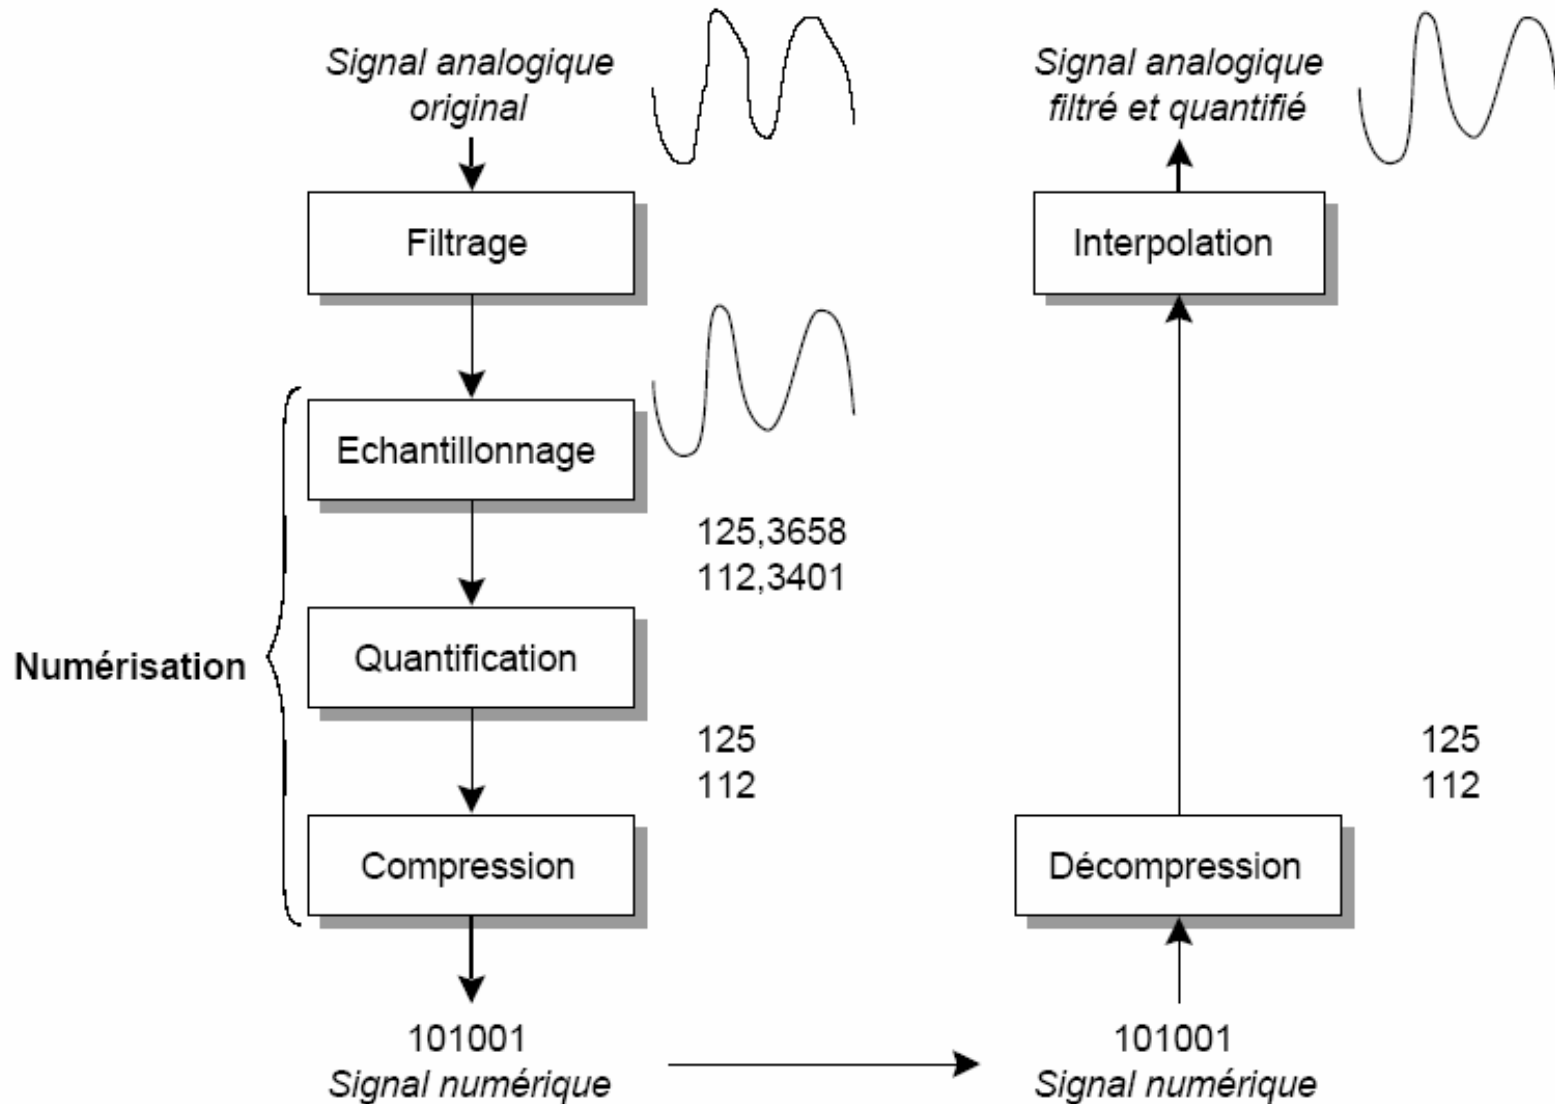 Signal analogique
original
Filtrage
Echantillonnage
125,3658
112,3401
Quantification
Numérisation
125
112
Compression
101001
Signal numérique
Signal analogique
filtré et quantifié
Interpolation
125
112
Décompression
101001
Signal numérique